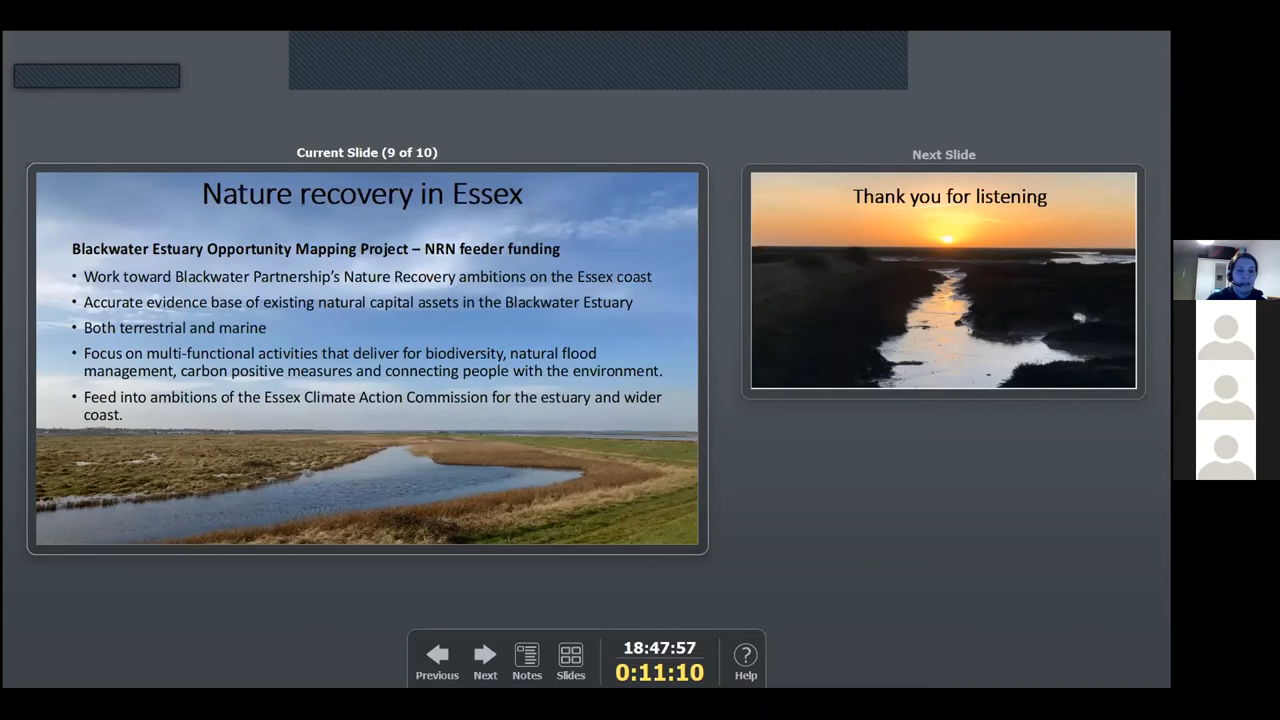 Current Slide (9 of 10)
Next Slide
Nature recovery in Essex
Blackwater Estuary Opportunity Mapping Project – NRN feeder funding
• Work toward Blackwater Partnership's Nature Recovery ambitions on the Essex coast
• Accurate evidence base of existing natural capital assets in the Blackwater Estuary
• Both terrestrial and marine
• Focus on multi-functional activities that deliver for biodiversity, natural flood
management, carbon positive measures and connecting people with the environment.
• Feed into ambitions of the Essex Climate Action Commission for the estuary and wider
coast.
Thank you for listening
Previous
Next
Notes
Slides
18:47:57
0:11:10
?
Help